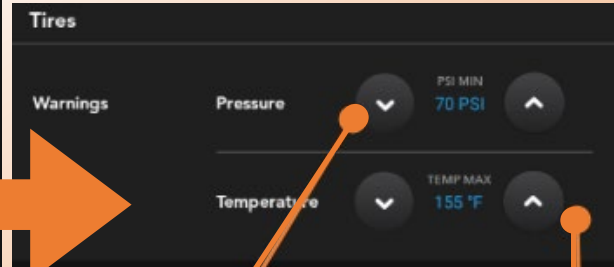 Tires
Warnings
Pressure
PSI MIN
70 PSI
Temperature
TEMP MAX
155 °F